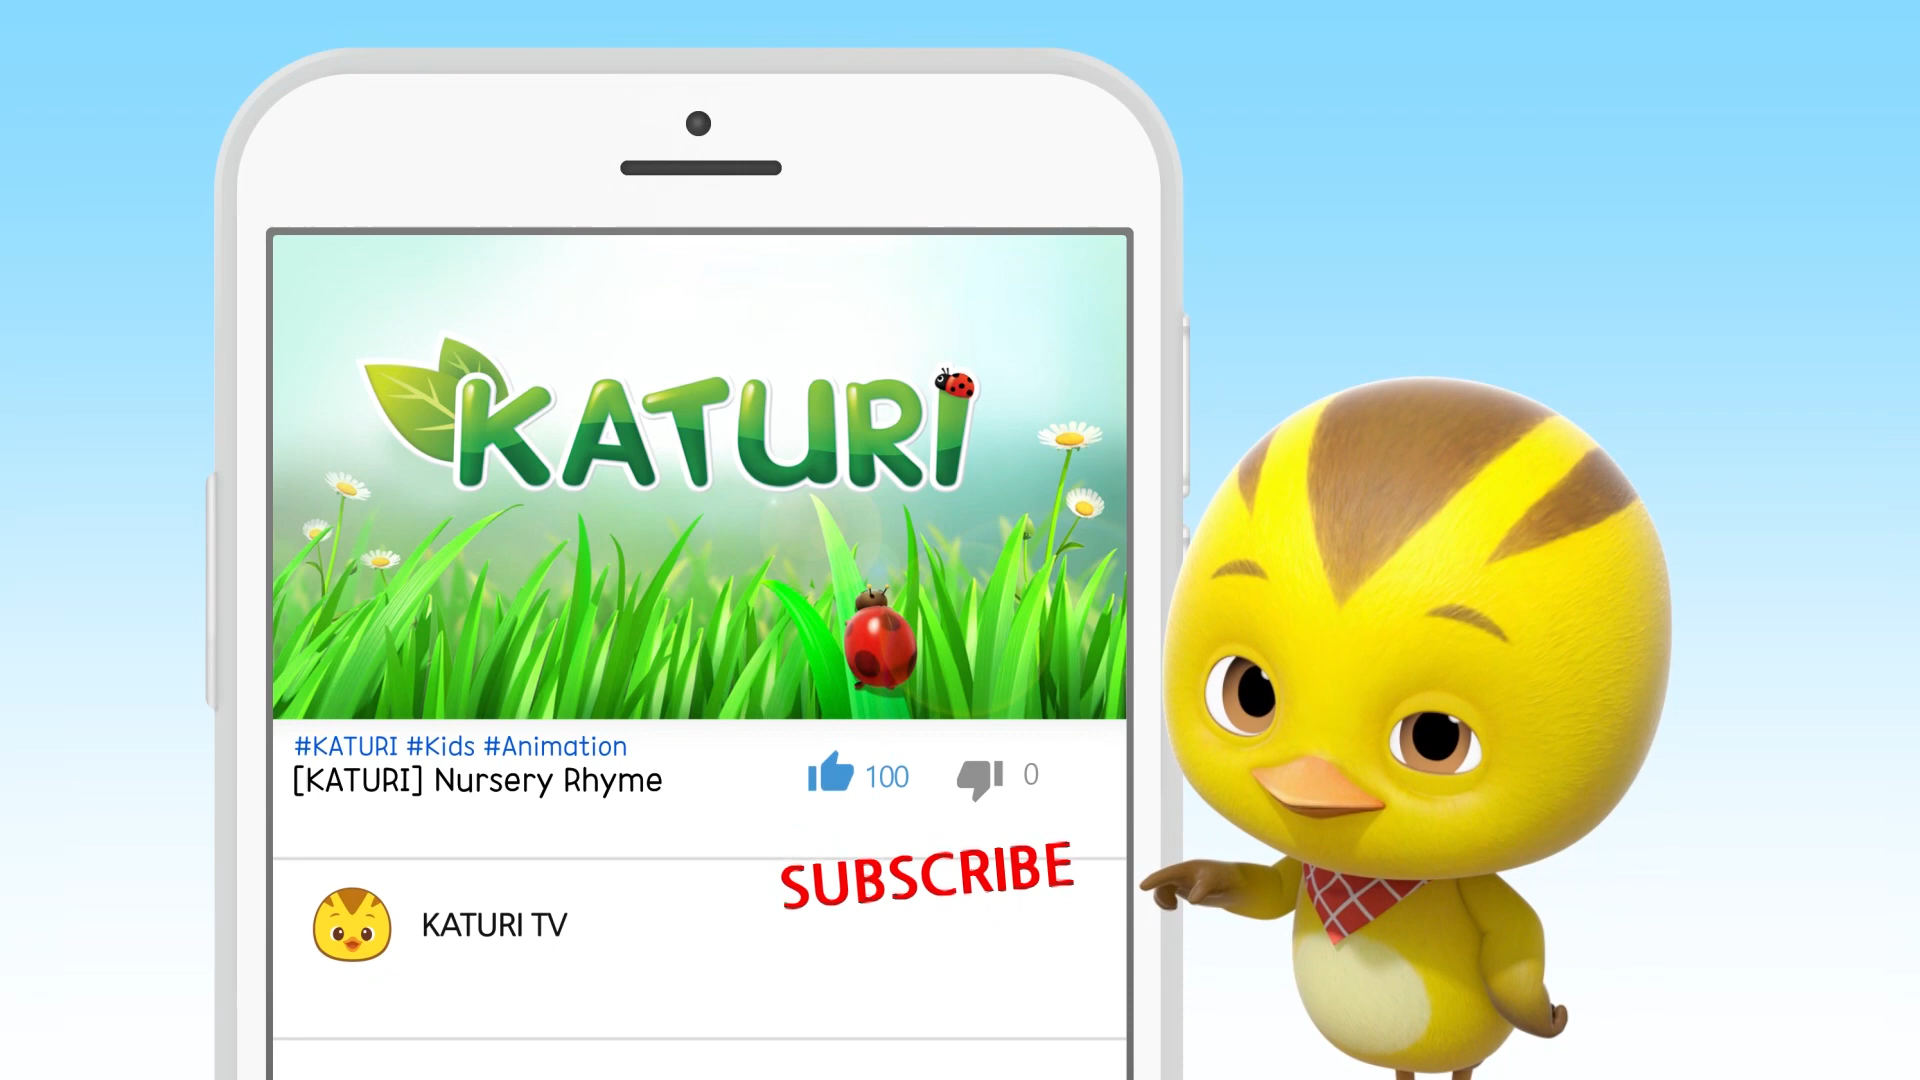 KATURI
#KATURI #Kids #Animation
[KATURI] Nursery Rhyme
100
0
SUBSCRIBE
KATURI TV